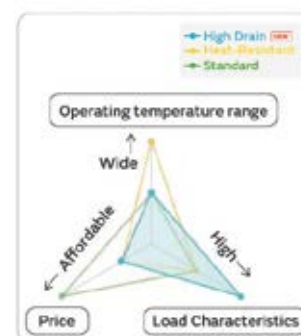 High Drain NEW
Heat-Resistant
Standard
Operating temperature range
Wide
Affordable
High
Price
Load Characteristics